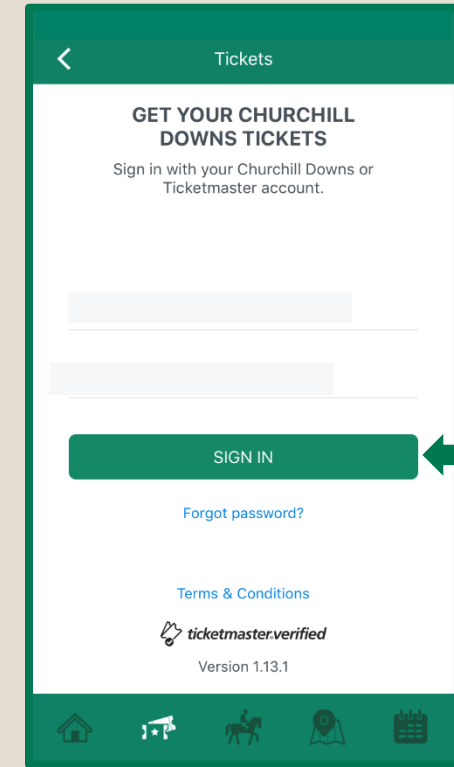 Tickets
GET YOUR CHURCHILL
DOWNS TICKETS
Sign in with your Churchill Downs or
Ticketmaster account.
SIGN IN
Forgot password?
Terms & Conditions
ticketmaster.verified
Version 1.13.1